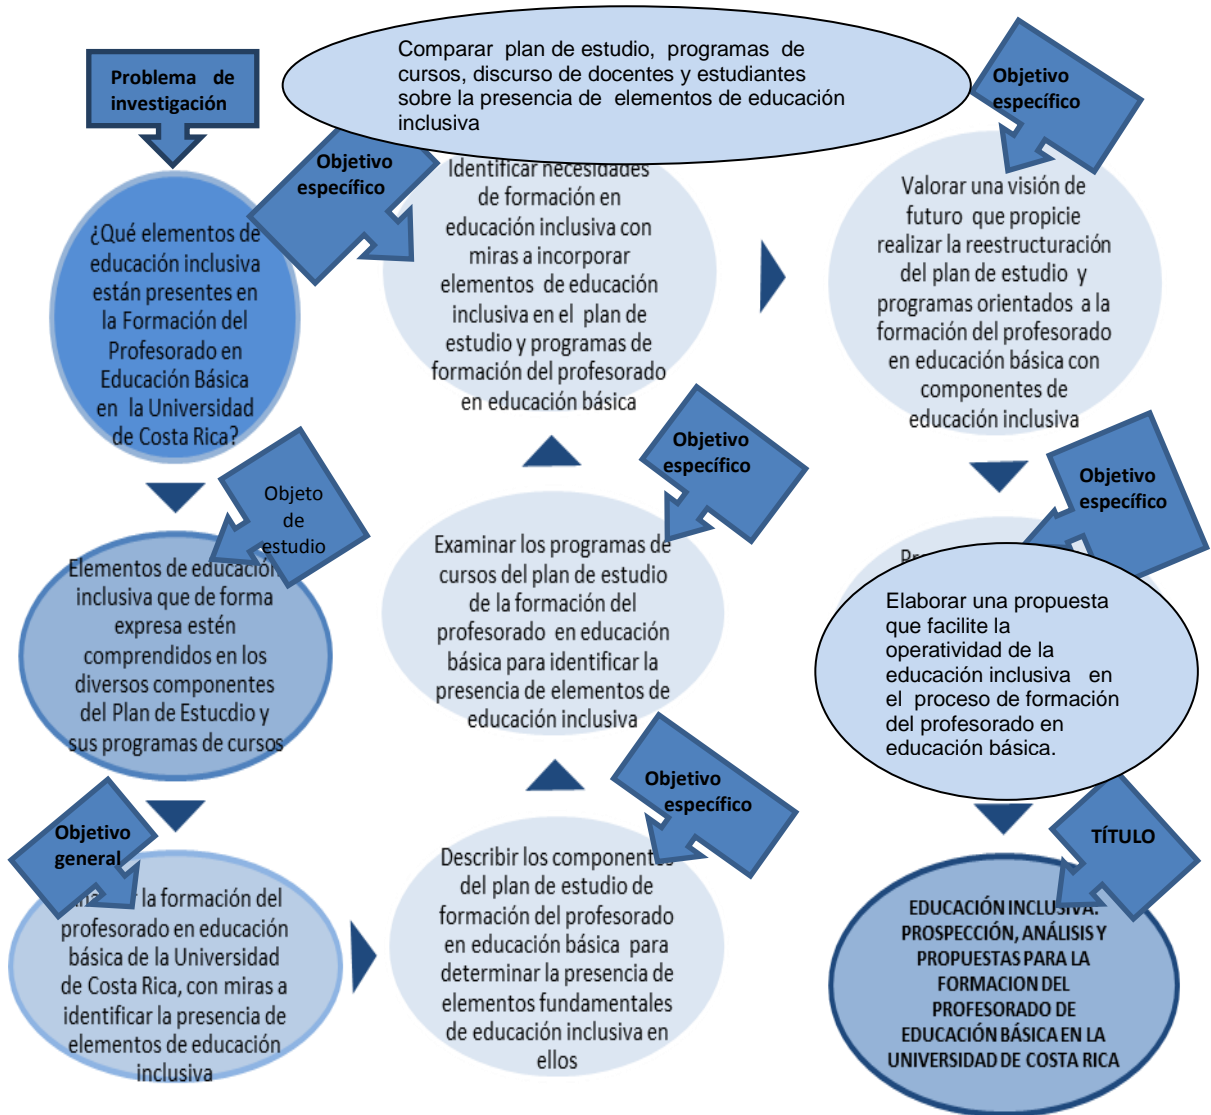 Problema de
investigación
¿Qué elementos de
educación inclusiva
están presentes en
la Formación del
Profesorado en
Educación Básica
en la Universidad
de Costa Rica?
Objeto
de
estudio
Elementos de educación
inclusiva que de forma
expresa estén
comprendidos en los
diversos componentes
del Plan de Estucdio y
sus programas de cursos
Objetivo
general
la formación del
profesorado en educación
básica de la Universidad
de Costa Rica, con miras a
identificar la presencia de
elementos de educación
inclusiva
Objetivo
específico
Describir los componentes
del plan de estudio de
formación del profesorado
en educación básica para
determinar la presencia de
elementos fundamentales
de educación inclusiva en
ellos
Objetivo
específico
Examinar los programas de
cursos del plan de estudio
de la formación del
profesorado en educación
básica para identificar la
presencia de elementos de
educación inclusiva
Objetivo
específico
Identificar necesidades
de formación en
educación inclusiva con
miras a incorporar
elementos de educación
inclusiva en el plan de
estudio y programas de
formación del profesorado
en educación básica
Comparar plan de estudio, programas de
cursos, discurso de docentes y estudiantes
sobre la presencia de elementos de educación
inclusiva
Objetivo
específico
Valorar una visión de
futuro que propicie
realizar la reestructuración
del plan de estudio y
programas orientados a la
formación del profesorado
en educación básica con
componentes de
educación inclusiva
Objetivo
específico
Elaborar una propuesta
que facilite la
operatividad de la
educación inclusiva en
el proceso de formación
del profesorado en
educación básica.
TÍTULO
EDUCACIÓN INCLUSIVA.
PROSPECCIÓN, ANÁLISIS Y
PROPUESTAS PARA LA
FORMACION DEL
PROFESORADO DE
EDUCACIÓN BÁSICA EN LA
UNIVERSIDAD DE COSTA RICA